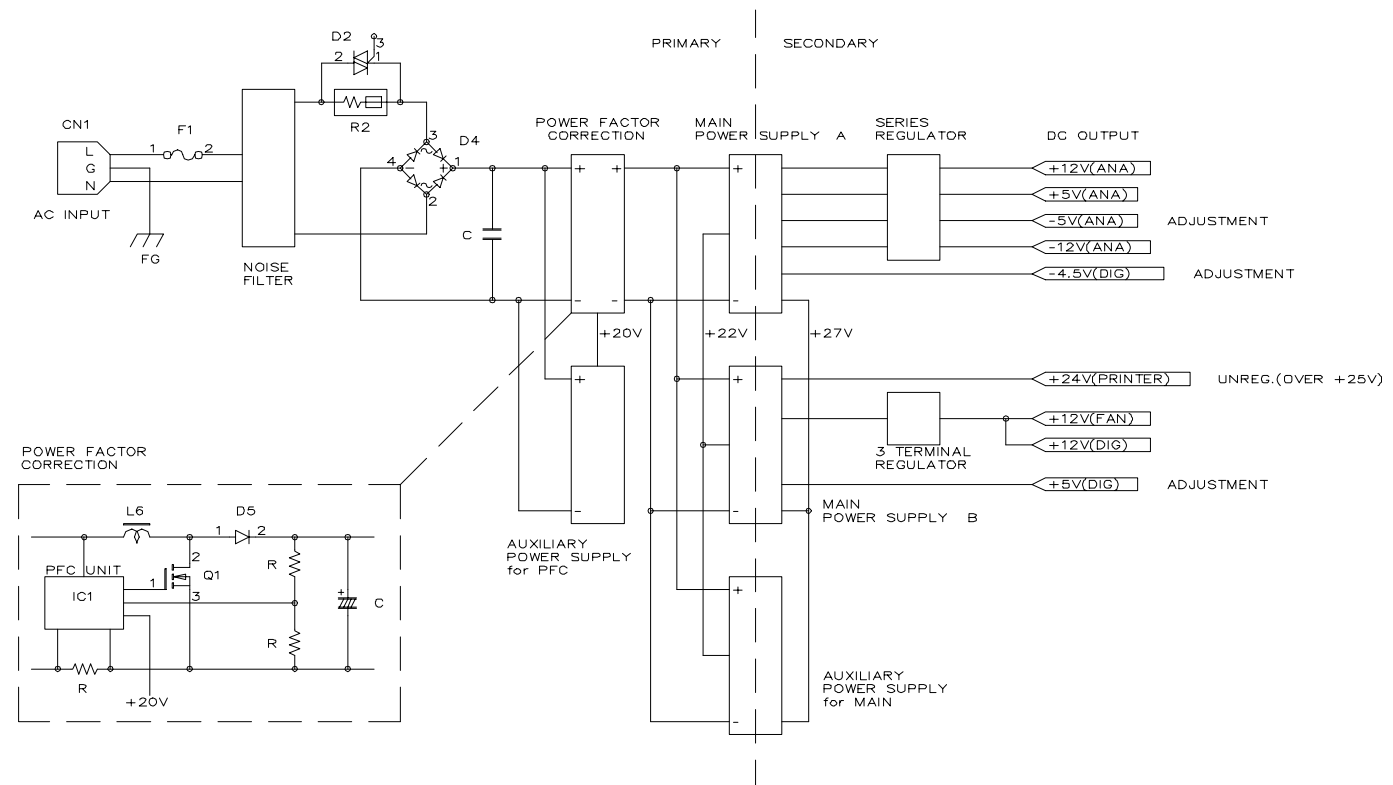 PRIMARY
SECONDARY
D2
3
2
1
R2
CN1
L
G
N
AC INPUT
F1
1
2
FG
NOISE
FILTER
D4
3
4
1
2
- +
C
POWER FACTOR
CORRECTION
+ +
- -
+20V
MAIN
POWER SUPPLY A
+
-
SERIES
REGULATOR
DC OUTPUT
+12V(ANA)
+5V(ANA)
-5V(ANA) ADJUSTMENT
-12V(ANA)
-4.5V(DIG) ADJUSTMENT
+22V
+27V
+
-
AUXILIARY
POWER SUPPLY
for PFC
+
-
+24V(PRINTER) UNREG.(OVER +25V)
+12V(FAN)
+12V(DIG)
3 TERMINAL
REGULATOR
+5V(DIG) ADJUSTMENT
MAIN
POWER SUPPLY B
+
-
AUXILIARY
POWER SUPPLY
for MAIN
POWER FACTOR
CORRECTION
L6
D5
1
2
2
Q1
1
3
PFC UNIT
IC1
R
R
+
C
R
+20V